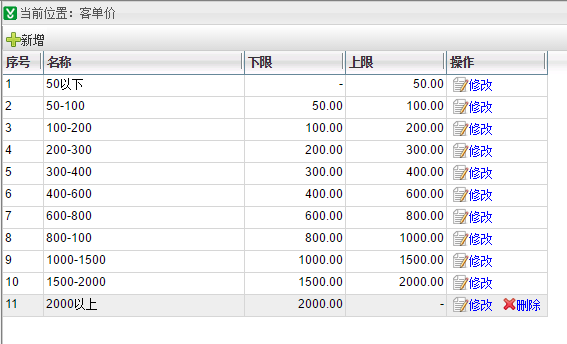 当前位置：客单价
新增
序号 名称 下限 上限 操作
1 50以下 - 50.00 修改
2 50-100 50.00 100.00 修改
3 100-200 100.00 200.00 修改
4 200-300 200.00 300.00 修改
5 300-400 300.00 400.00 修改
6 400-600 400.00 600.00 修改
7 600-800 600.00 800.00 修改
8 800-100 800.00 1000.00 修改
9 1000-1500 1000.00 1500.00 修改
10 1500-2000 1500.00 2000.00 修改
11 2000以上 2000.00 - 修改 删除